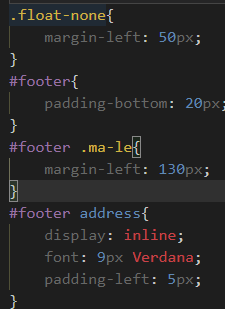 .float-none{
    margin-left: 50px;
}
#footer{
    padding-bottom: 20px;
}
#footer .ma-le{
    margin-left: 130px;
}
#footer address{
    display: inline;
    font: 9px Verdana;
    padding-left: 5px;
}